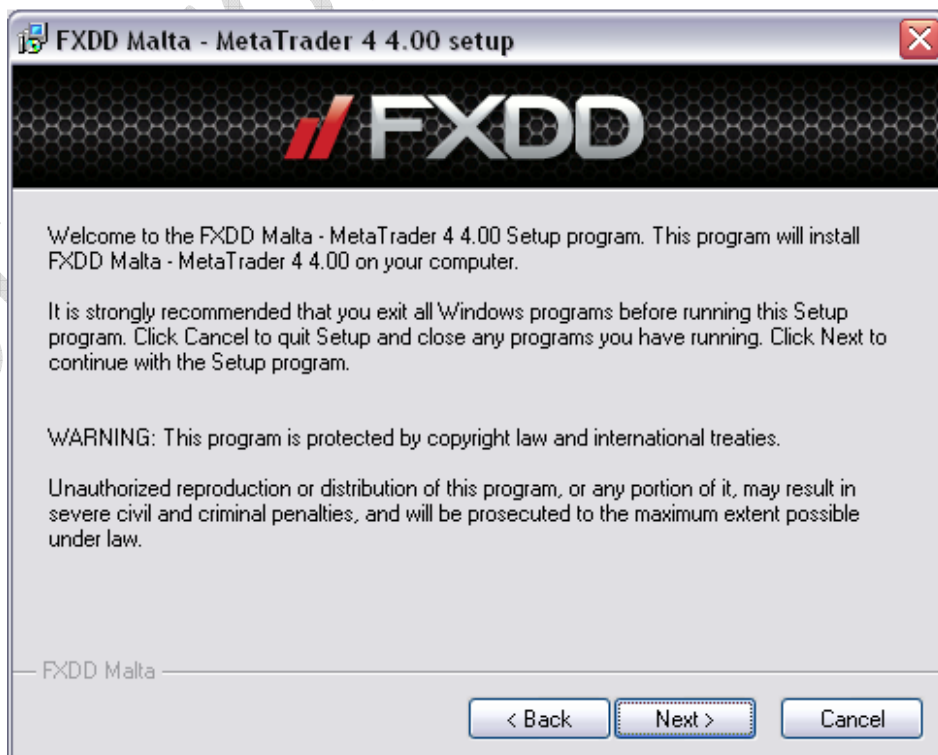 FXDD Malta - MetaTrader 4 4.00 setup
FXDD
Welcome to the FXDD Malta - MetaTrader 4 4.00 Setup program. This program will install
FXDD Malta - MetaTrader 4 4.00 on your computer.
It is strongly recommended that you exit all Windows programs before running this Setup
program. Click Cancel to quit Setup and close any programs you have running. Click Next to
continue with the Setup program.
WARNING: This program is protected by copyright law and international treaties.
Unauthorized reproduction or distribution of this program, or any portion of it, may result in
severe civil and criminal penalties, and will be prosecuted to the maximum extent possible
under law.
FXDD Malta
< Back Next > Cancel